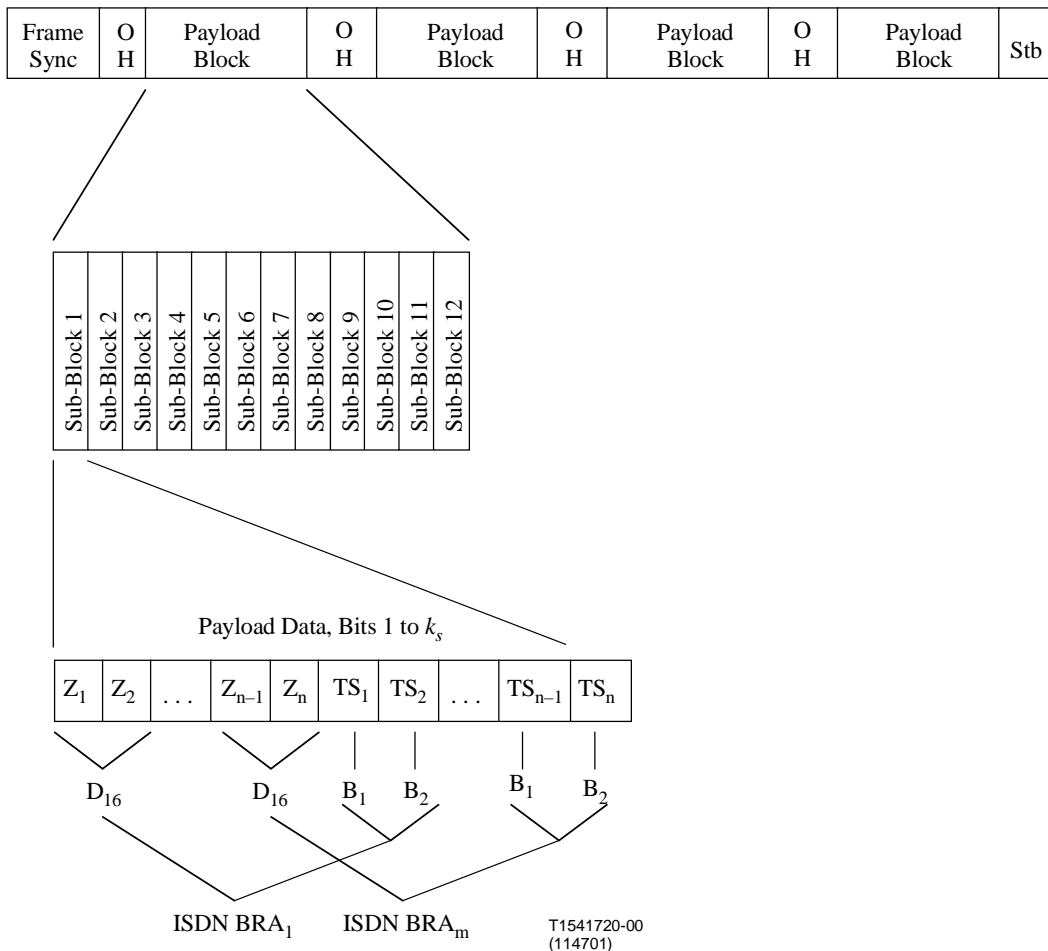 Frame Sync
O H
Payload Block
O H
Payload Block
O H
Payload Block
O H
Payload Block
Stb
Sub-Block 1
Sub-Block 2
Sub-Block 3
Sub-Block 4
Sub-Block 5
Sub-Block 6
Sub-Block 7
Sub-Block 8
Sub-Block 9
Sub-Block 10
Sub-Block 11
Sub-Block 12
Payload Data, Bits 1 to kₛ
Z₁ Z₂ . . . Zₙ₋₁ Zₙ TS₁ TS₂ . . . TSₙ₋₁ TSₙ
D₁₆ D₁₆ B₁ B₂ B₁ B₂
ISDN BRA₁ ISDN BRAₘ
T1541720-00
(114701)